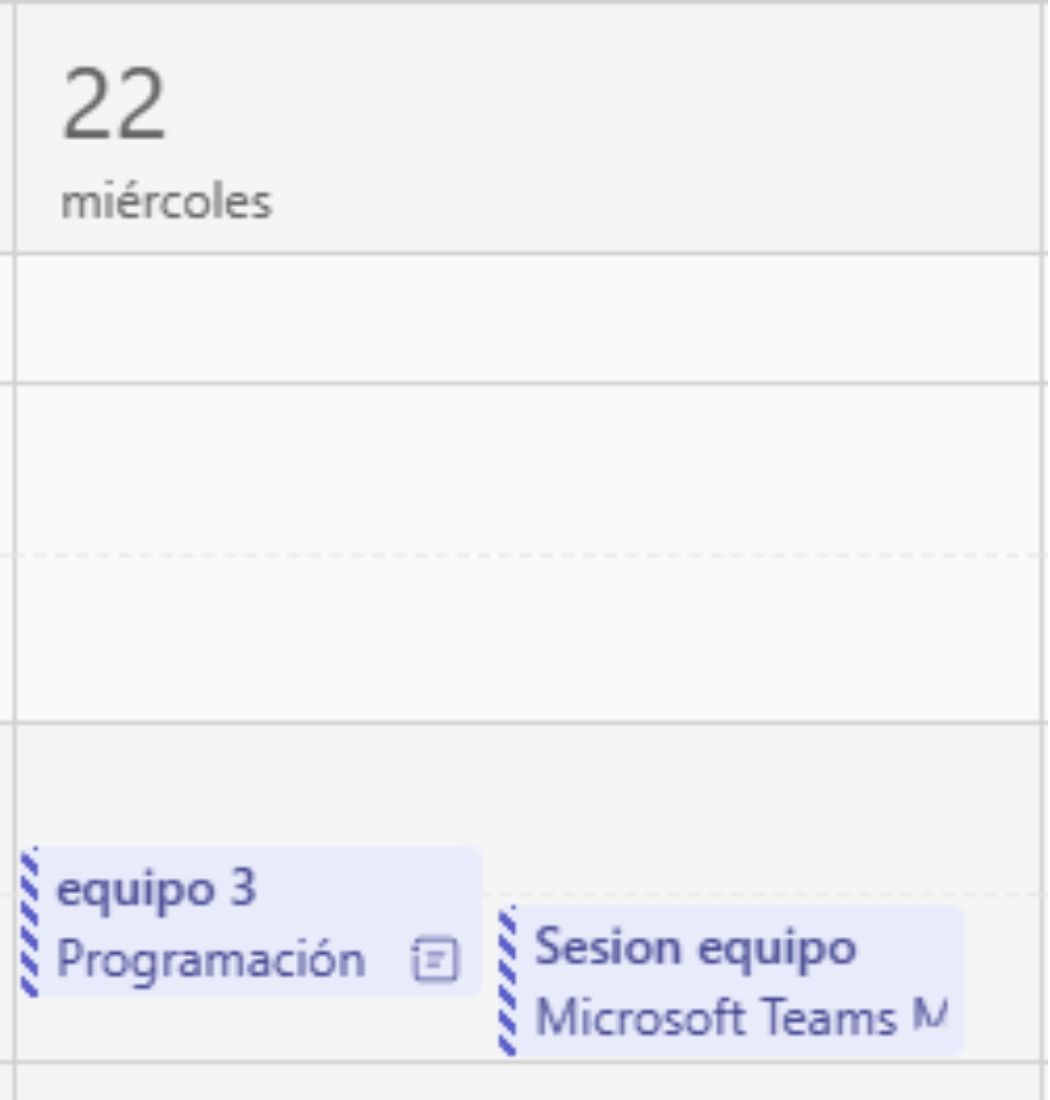 22
miércoles
equipo 3
Programación
Sesion equipo
Microsoft Teams M